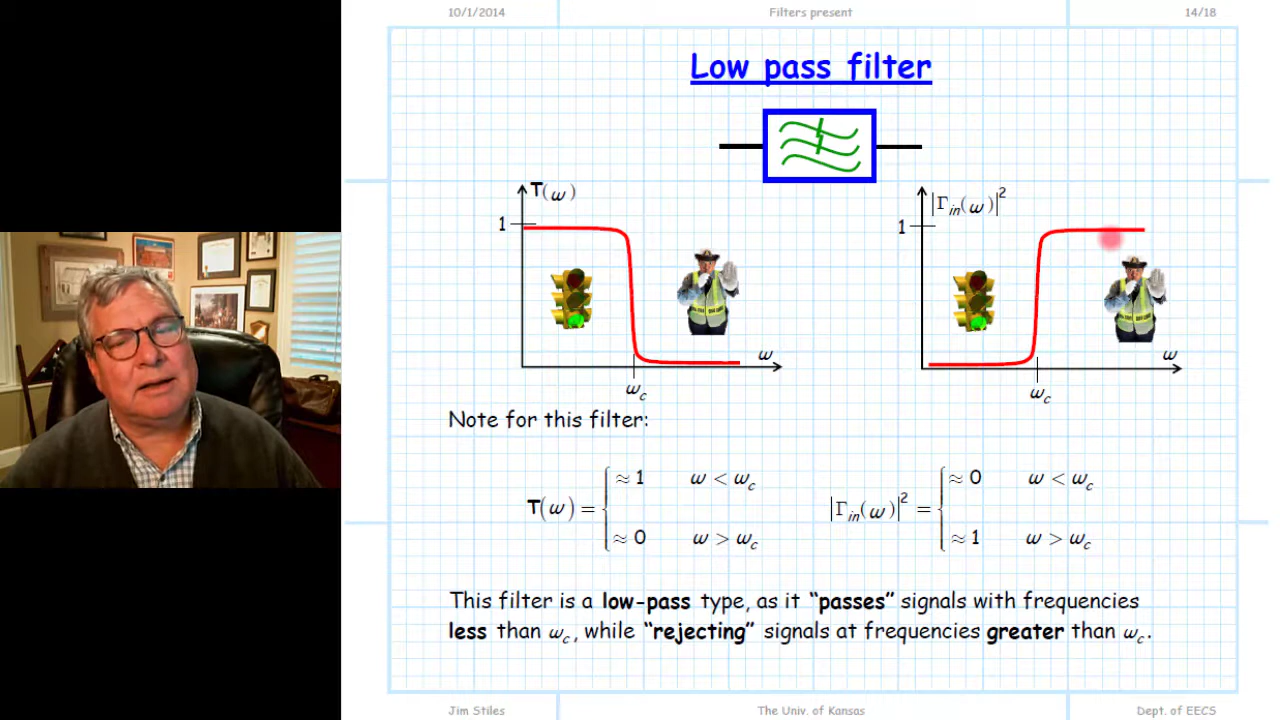 10/1/2014 Filters present 14/18
Low pass filter
T(ω)
1
ω
ω_c
|Γ_in(ω)|²
1
ω
ω_c
Note for this filter:
T(ω) = { ≈ 1 ω < ω_c
≈ 0 ω > ω_c
|Γ_in(ω)|² = { ≈ 0 ω < ω_c
≈ 1 ω > ω_c
This filter is a low-pass type, as it “passes” signals with frequencies
less than ω_c, while “rejecting” signals at frequencies greater than ω_c.
Jim Stiles The Univ. of Kansas Dept. of EECS